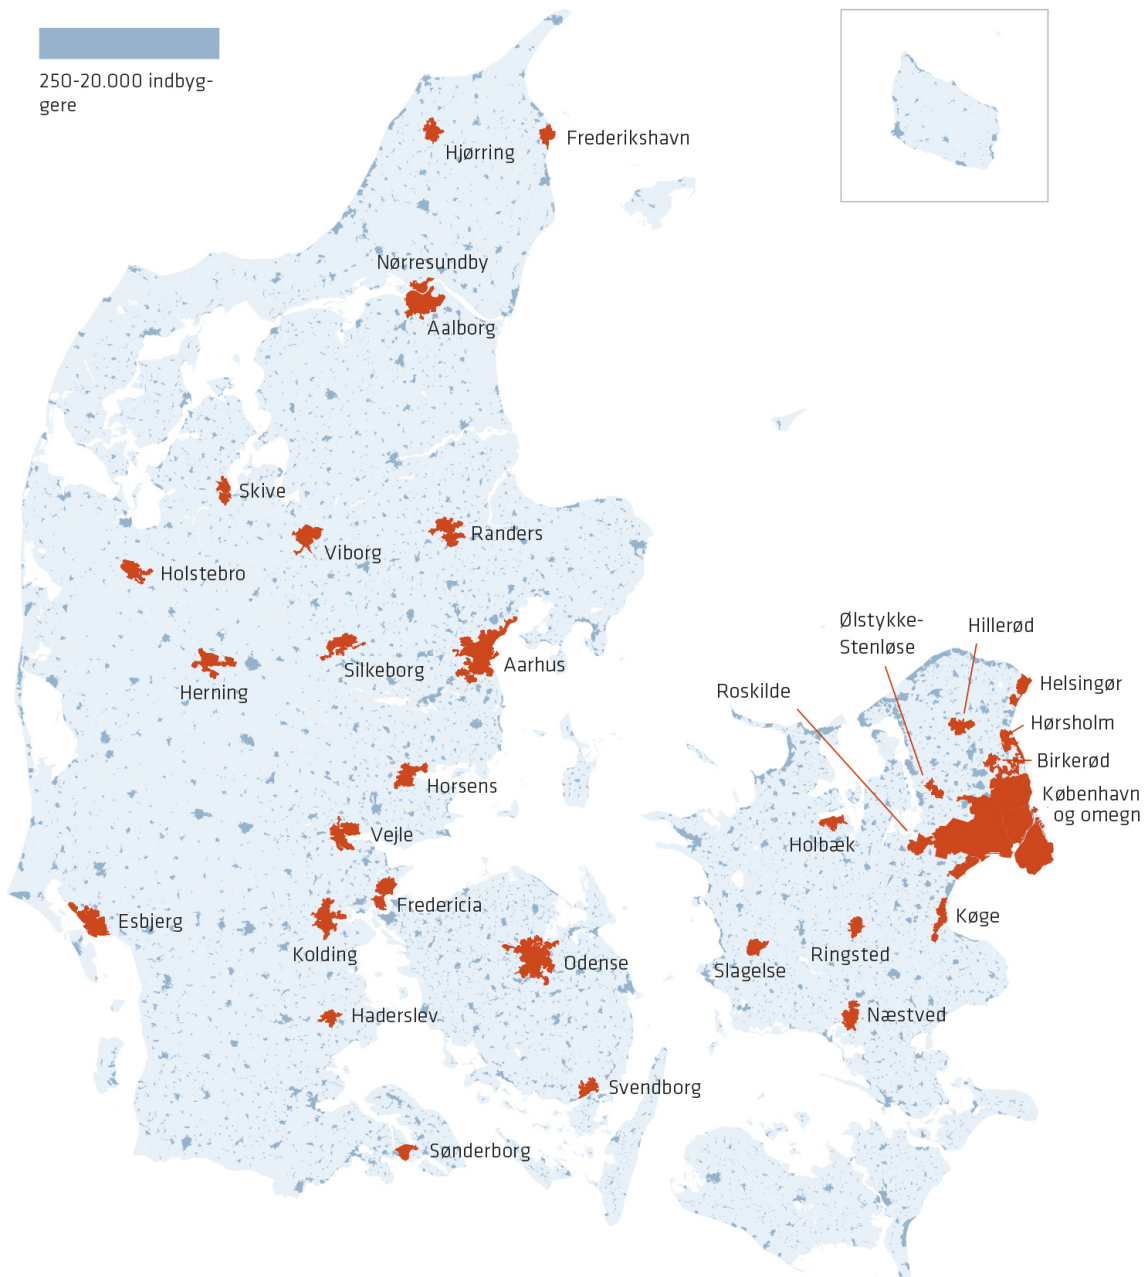 250-20.000 indbyg-
gere
Frederikshavn
Hjørring
Nørresundby
Aalborg
Skive
Randers
Viborg
Holstebro
Ølstykke-
Stenløse
Hillerød
Aarhus
Silkeborg
Herning
Helsingør
Roskilde
Hørsholm
Birkerød
Horsens
København
og omegn
Vejle
Holbæk
Fredericia
Køge
Esbjerg
Kolding
Odense
Ringsted
Slagelse
Haderslev
Næstved
Svendborg
Sønderborg